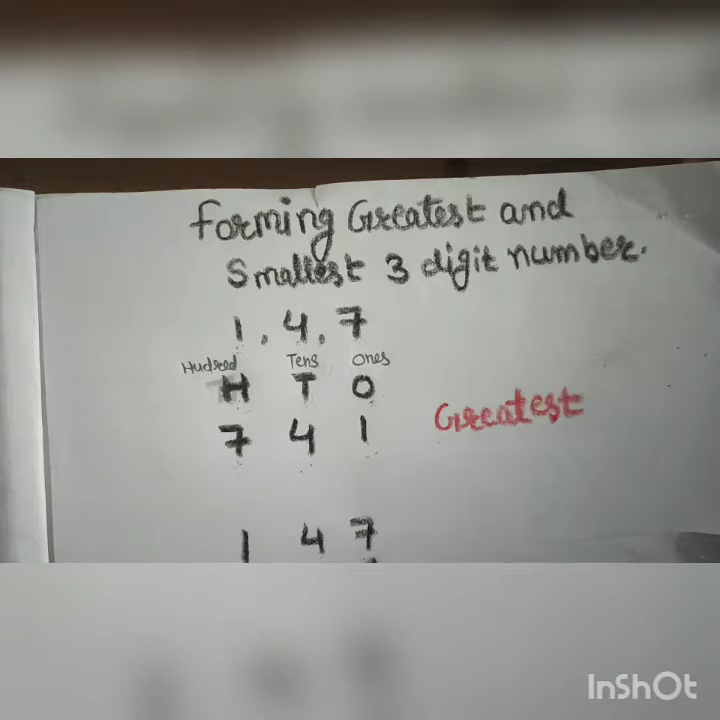 Forming Greatest and
Smallest 3 digit number.
1, 4, 7
Hudred Tens Ones
H T O
7 4 1 Greatest
1 4 7
InShOt